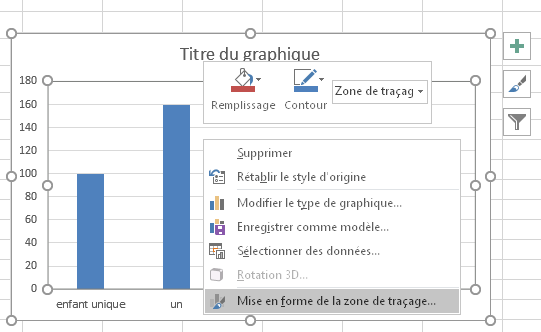 Titre du graphique
180
160
140
120
100
80
60
40
20
0
enfant unique
un
Remplissage
Contour
Zone de traçag
Supprimer
Rétablir le style d'origine
Modifier le type de graphique...
Enregistrer comme modèle...
Sélectionner des données...
Rotation 3D...
Mise en forme de la zone de traçage...